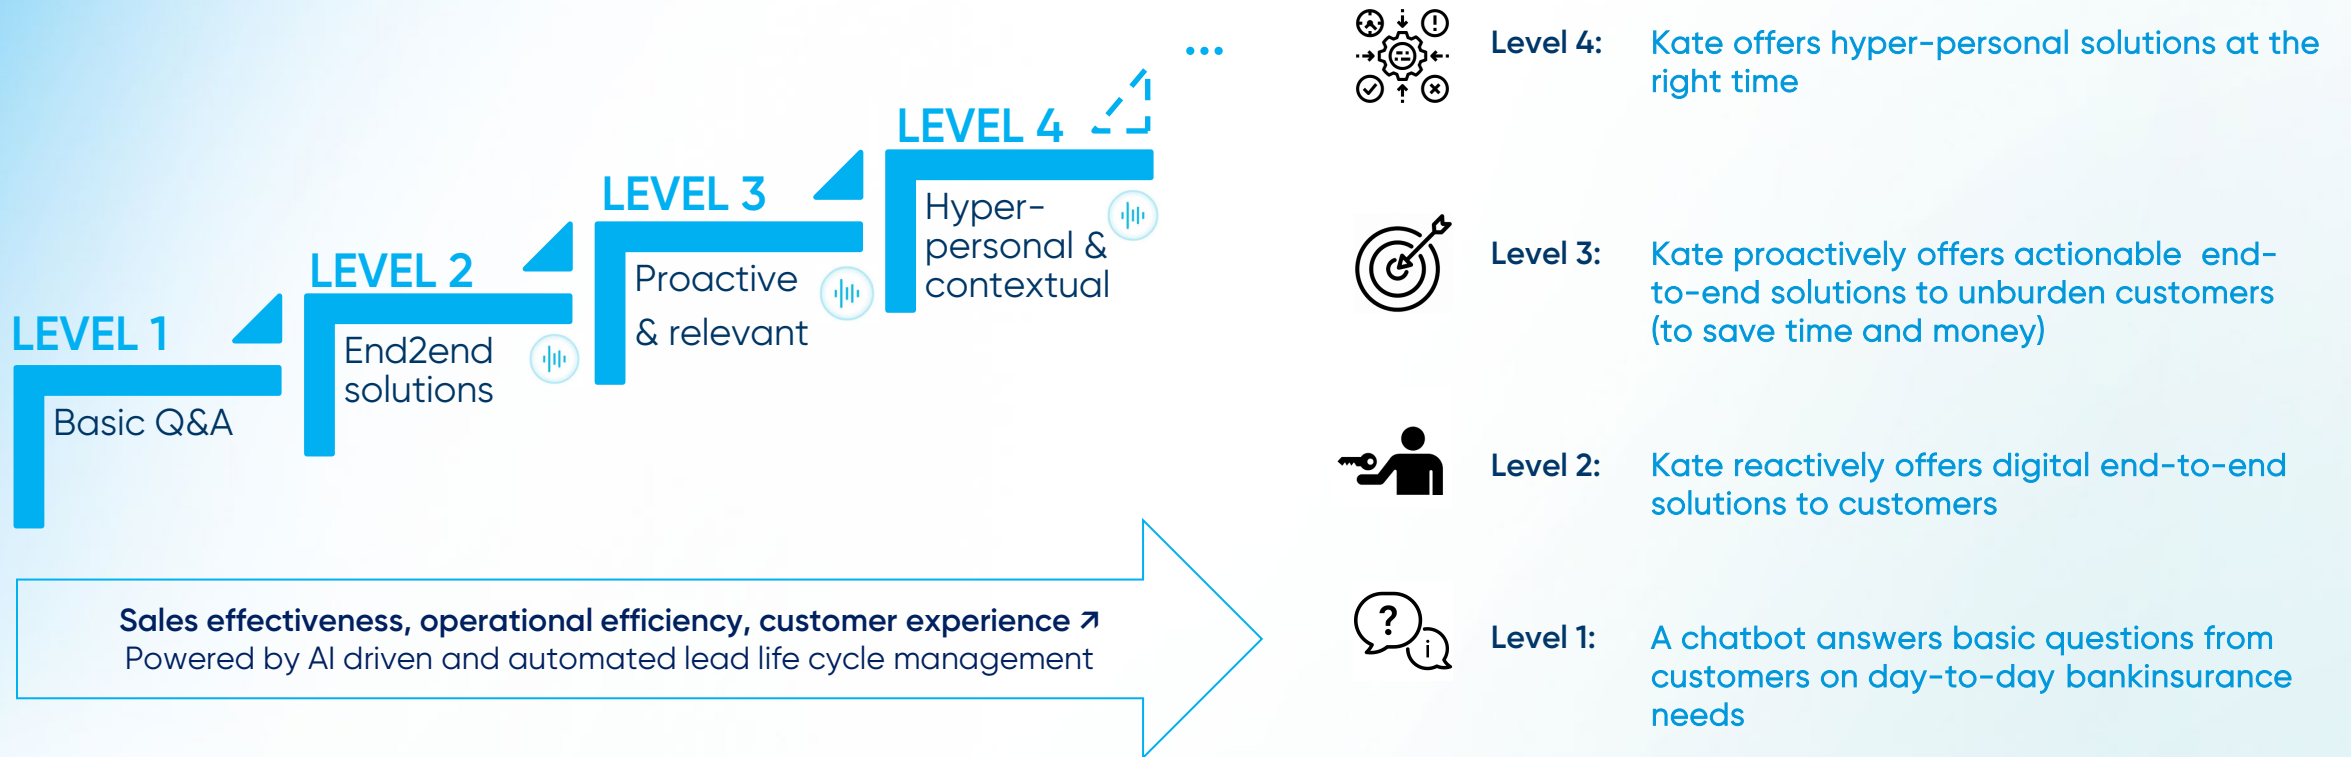 LEVEL 1
Basic Q&A
LEVEL 2
End2end
solutions
LEVEL 3
Proactive
& relevant
LEVEL 4
Hyper-
personal &
contextual
...
Sales effectiveness, operational efficiency, customer experience ↗
Powered by AI driven and automated lead life cycle management
Level 4: Kate offers hyper-personal solutions at the
right time
Level 3: Kate proactively offers actionable  end-
to-end solutions to unburden customers
(to save time and money)
Level 2: Kate reactively offers digital end-to-end
solutions to customers
?
i
Level 1: A chatbot answers basic questions from
customers on day-to-day bankinsurance
needs